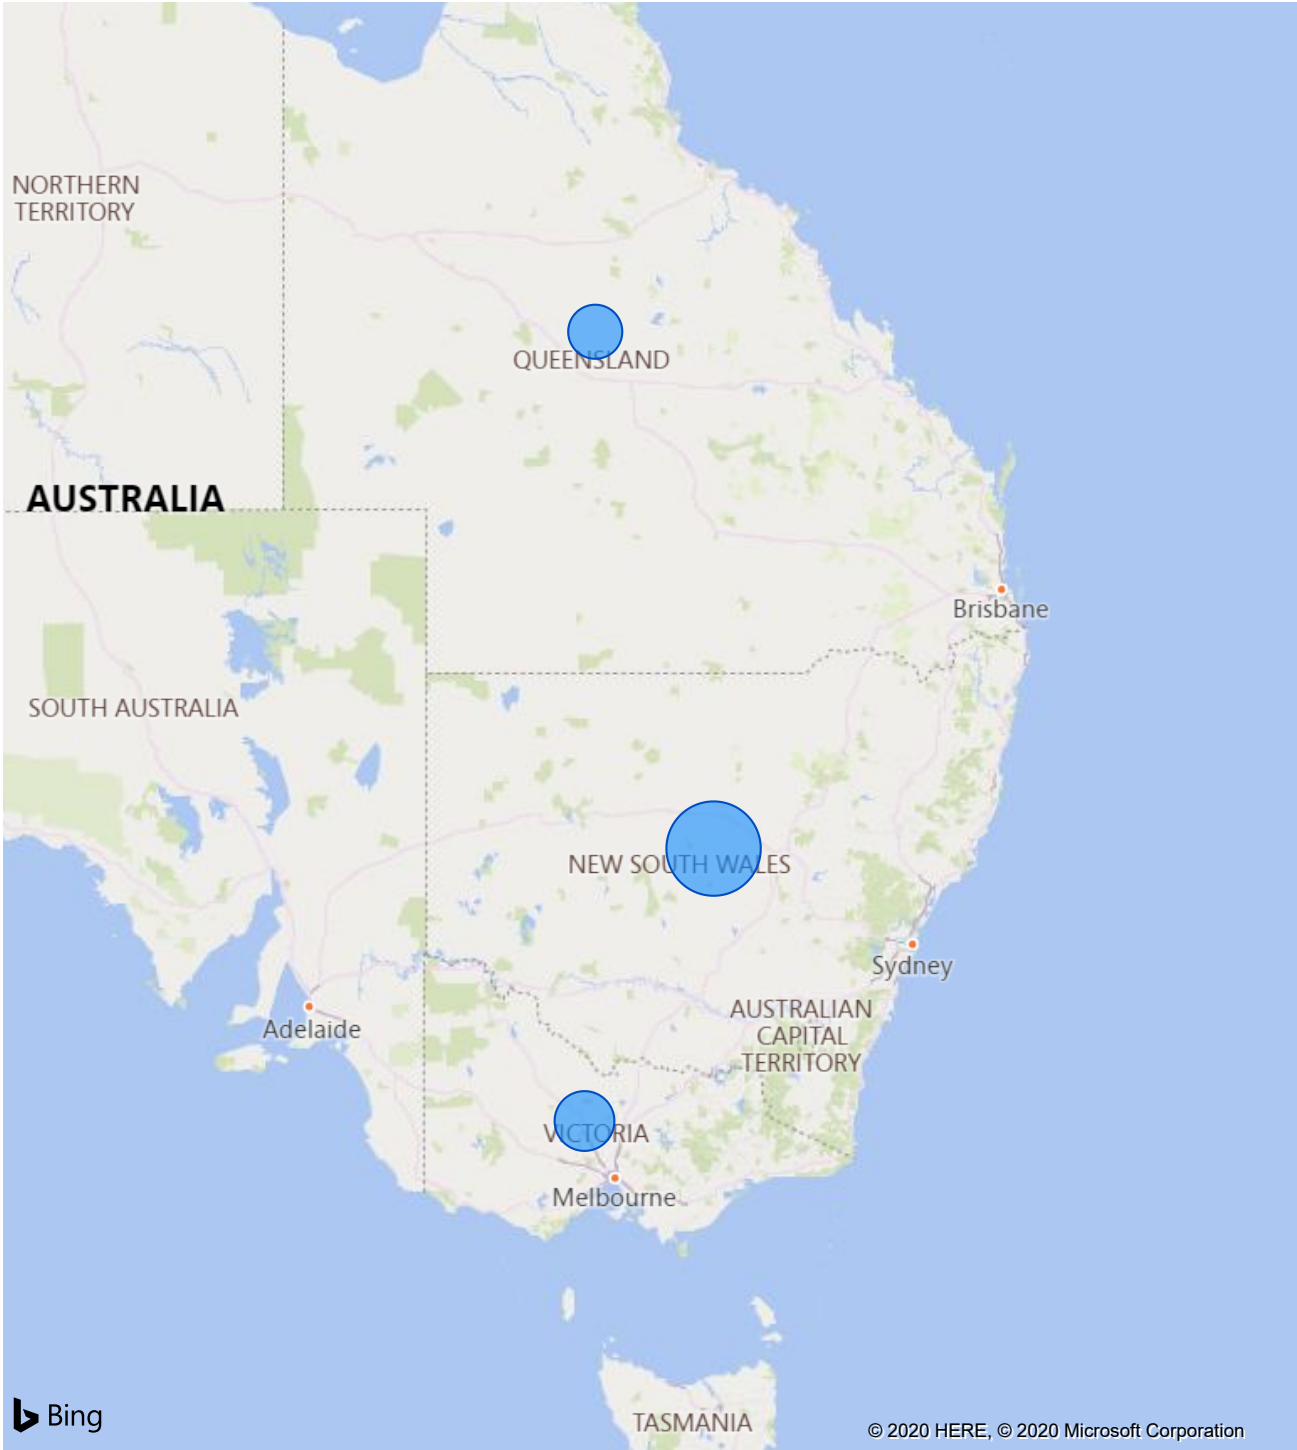 NORTHERN
TERRITORY
QUEENSLAND
AUSTRALIA
Brisbane
SOUTH AUSTRALIA
NEW SOUTH WALES
Sydney
Adelaide
AUSTRALIAN
CAPITAL
TERRITORY
VICTORIA
Melbourne
TASMANIA
Bing
© 2020 HERE, © 2020 Microsoft Corporation